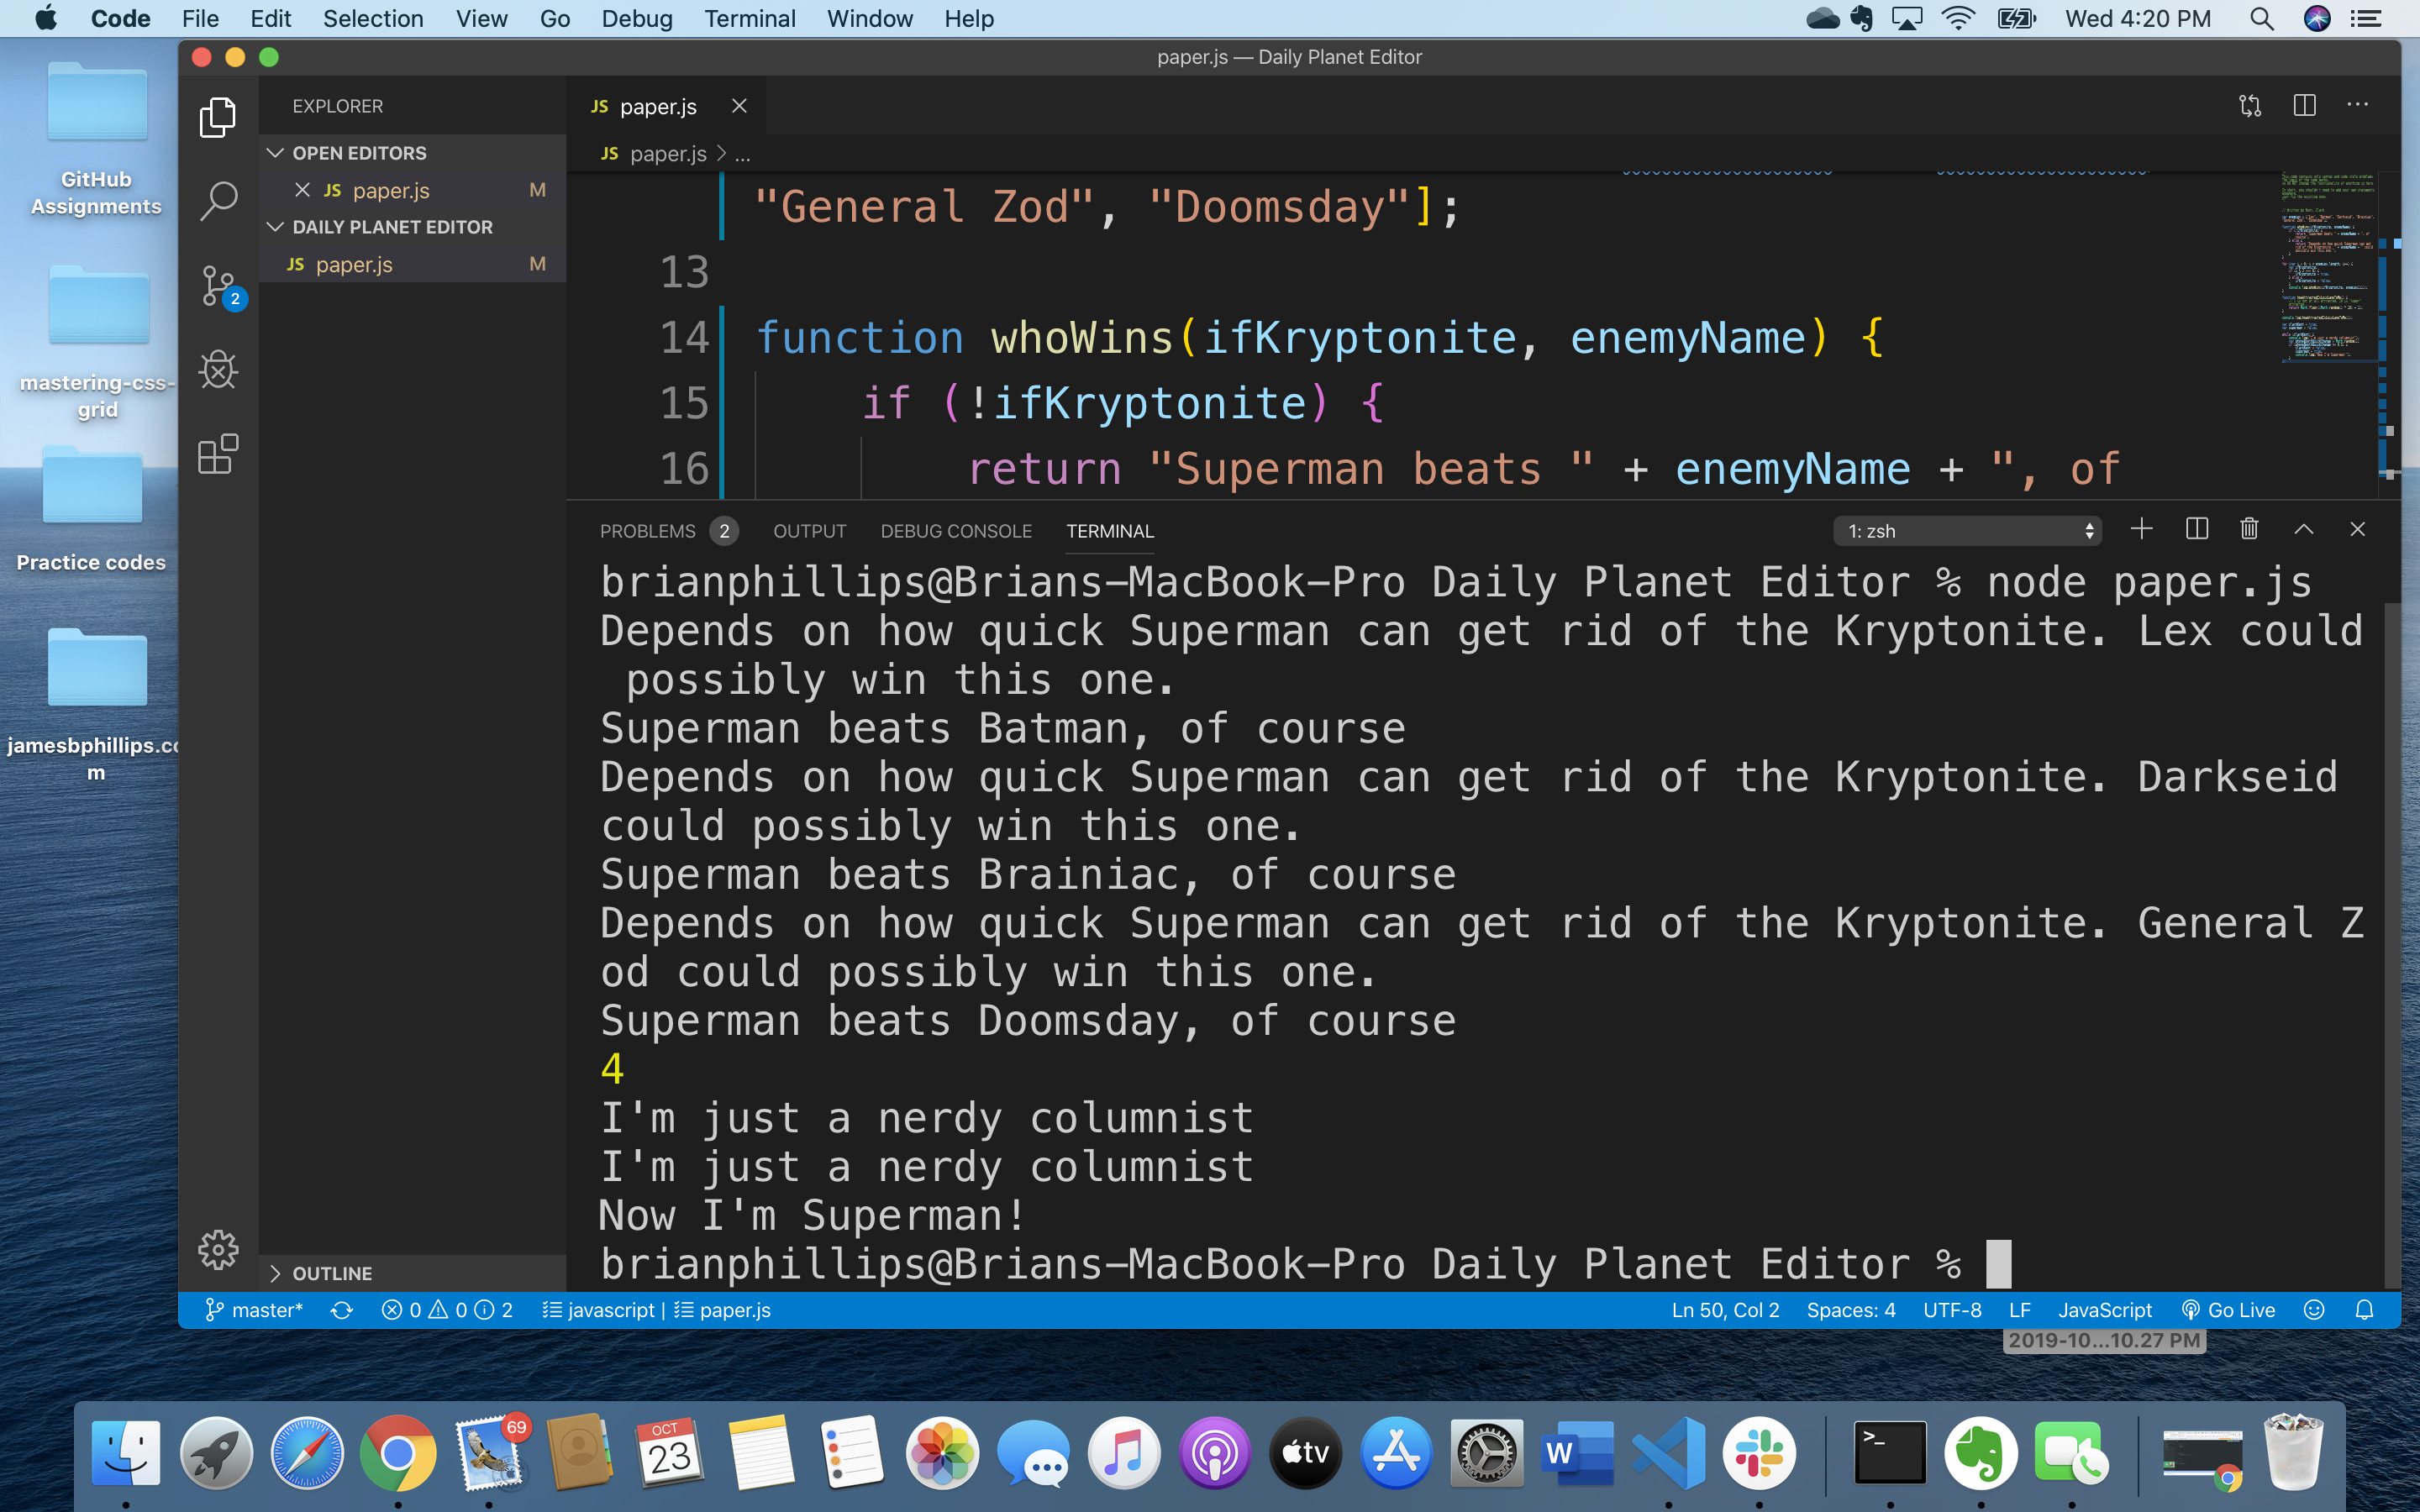 Code File Edit Selection View Go Debug Terminal Window Help Wed 4:20 PM
paper.js — Daily Planet Editor
GitHub
Assignments
mastering-css-
grid
Practice codes
jamesbphillips.co
m
EXPLORER
OPEN EDITORS
JS paper.js M
DAILY PLANET EDITOR
JS paper.js M
OUTLINE
2
JS paper.js
JS paper.js > ...
"General Zod", "Doomsday"];
13
14 function whoWins(ifKryptonite, enemyName) {
15 if (!ifKryptonite) {
16 return "Superman beats " + enemyName + ", of
PROBLEMS 2 OUTPUT DEBUG CONSOLE TERMINAL 1: zsh
brianphillips@Brians-MacBook-Pro Daily Planet Editor % node paper.js
Depends on how quick Superman can get rid of the Kryptonite. Lex could
possibly win this one.
Superman beats Batman, of course
Depends on how quick Superman can get rid of the Kryptonite. Darkseid
could possibly win this one.
Superman beats Brainiac, of course
Depends on how quick Superman can get rid of the Kryptonite. General Z
od could possibly win this one.
Superman beats Doomsday, of course
4
I'm just a nerdy columnist
I'm just a nerdy columnist
Now I'm Superman!
brianphillips@Brians-MacBook-Pro Daily Planet Editor %
master* 0 0 2 javascript | paper.js Ln 50, Col 2 Spaces: 4 UTF-8 LF JavaScript Go Live
2019-10...10.27 PM
69
OCT
23
tv
W
>_